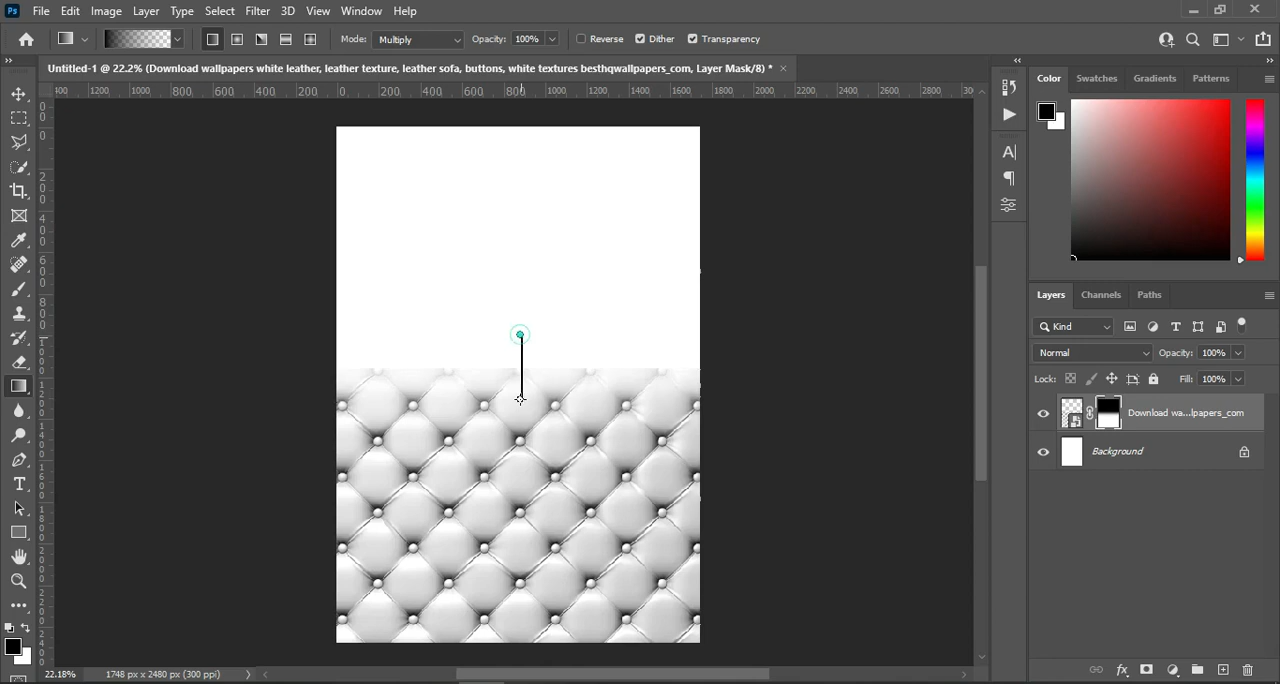 Ps File Edit Image Layer Type Select Filter 3D View Window Help
Mode: Multiply Opacity: 100% Reverse Dither Transparency
Untitled-1 @ 22.2% (Download wallpapers white leather, leather texture, leather sofa, buttons, white textures besthqwallpapers_com, Layer Mask/8) * ×
400 1200 1000 800 600 400 200 0 200 400 600 800 1000 1200 1400 1600 1800 2000 2200 2400 2600 2800 3000
Color Swatches Gradients Patterns
Layers Channels Paths
Kind
Normal Opacity: 100%
Lock: Fill: 100%
Download wa...lpapers_com
Background
22.18% 1748 px x 2480 px (300 ppi)